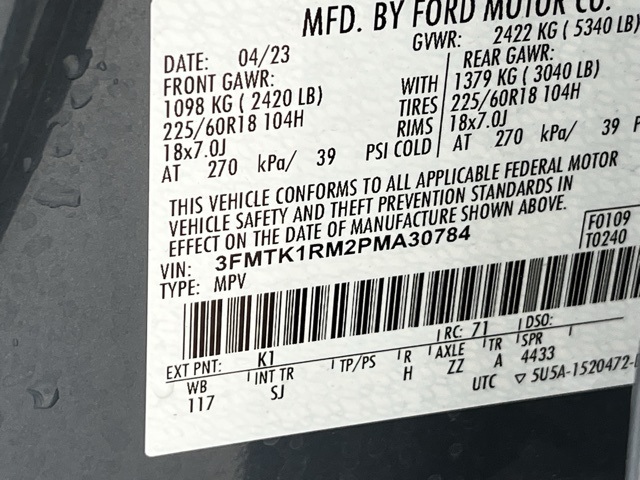 MFD. BY FORD MOTOR CO.
DATE: 04/23 GVWR: 2422 KG ( 5340 LB)
FRONT GAWR: REAR GAWR:
1098 KG ( 2420 LB) WITH 1379 KG ( 3040 LB)
225/60R18 104H TIRES 225/60R18 104H
18x7.0J RIMS 18x7.0J
AT 270 kPa/ 39 PSI COLD AT 270 kPa/ 39
THIS VEHICLE CONFORMS TO ALL APPLICABLE FEDERAL MOTOR
VEHICLE SAFETY AND THEFT PREVENTION STANDARDS IN
EFFECT ON THE DATE OF MANUFACTURE SHOWN ABOVE.
VIN: 3FMTK1RM2PMA30784 F0109
TYPE: MPV T0240
EXT PNT: K1 RC: 71 DSO:
WB INT TR TP/PS R AXLE TR SPR
117 SJ H ZZ A 4433
UTC ▽ 5U5A-1520472-